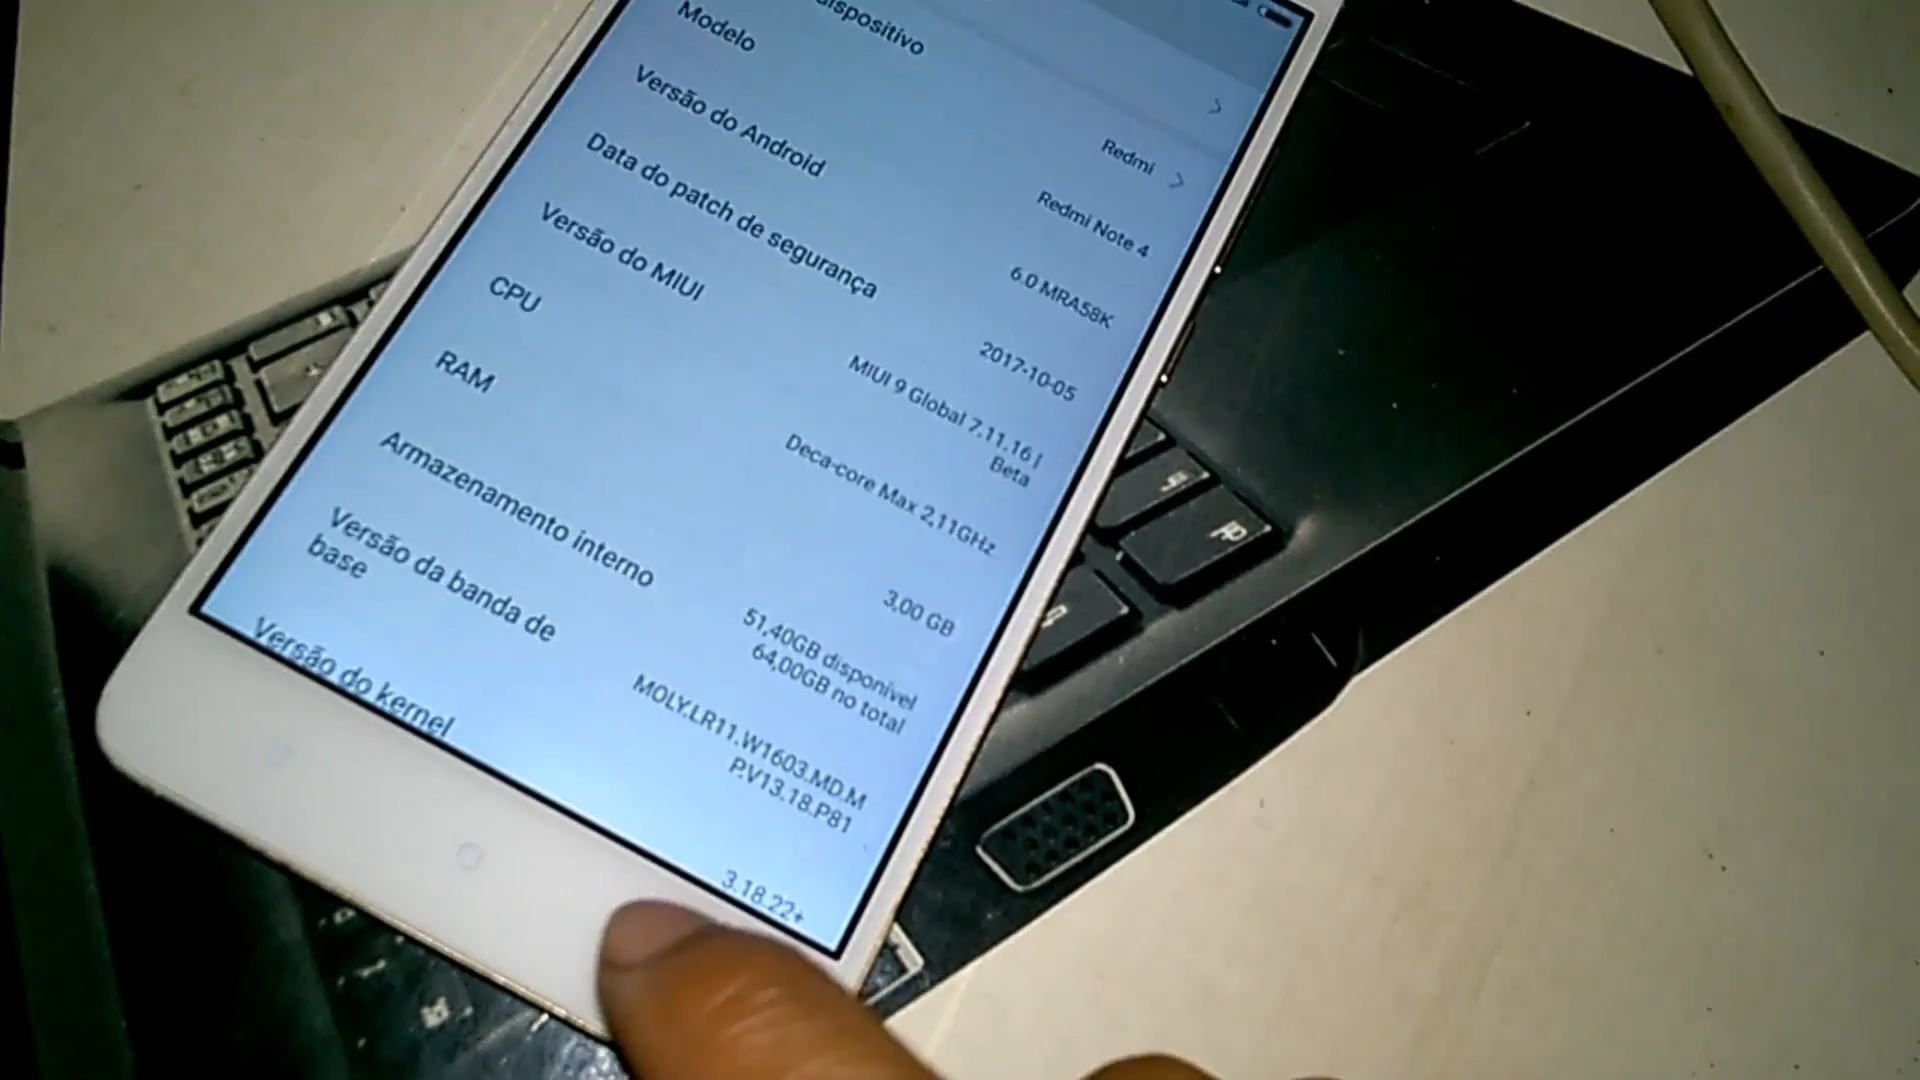 dispositivo
Redmi
Modelo
Redmi Note 4
Versão do Android
6.0 MRA58K
Data do patch de segurança
2017-10-05
Versão do MIUI
MIUI 9 Global 7.11.16 |
Beta
CPU
Deca-core Max 2,11GHz
RAM
3,00 GB
Armazenamento interno
51,40GB disponível
64,00GB no total
Versão da banda de
base
MOLY.LR11.W1603.MD.M
P.V13.18.P81
Versão do kernel
3.18.22+